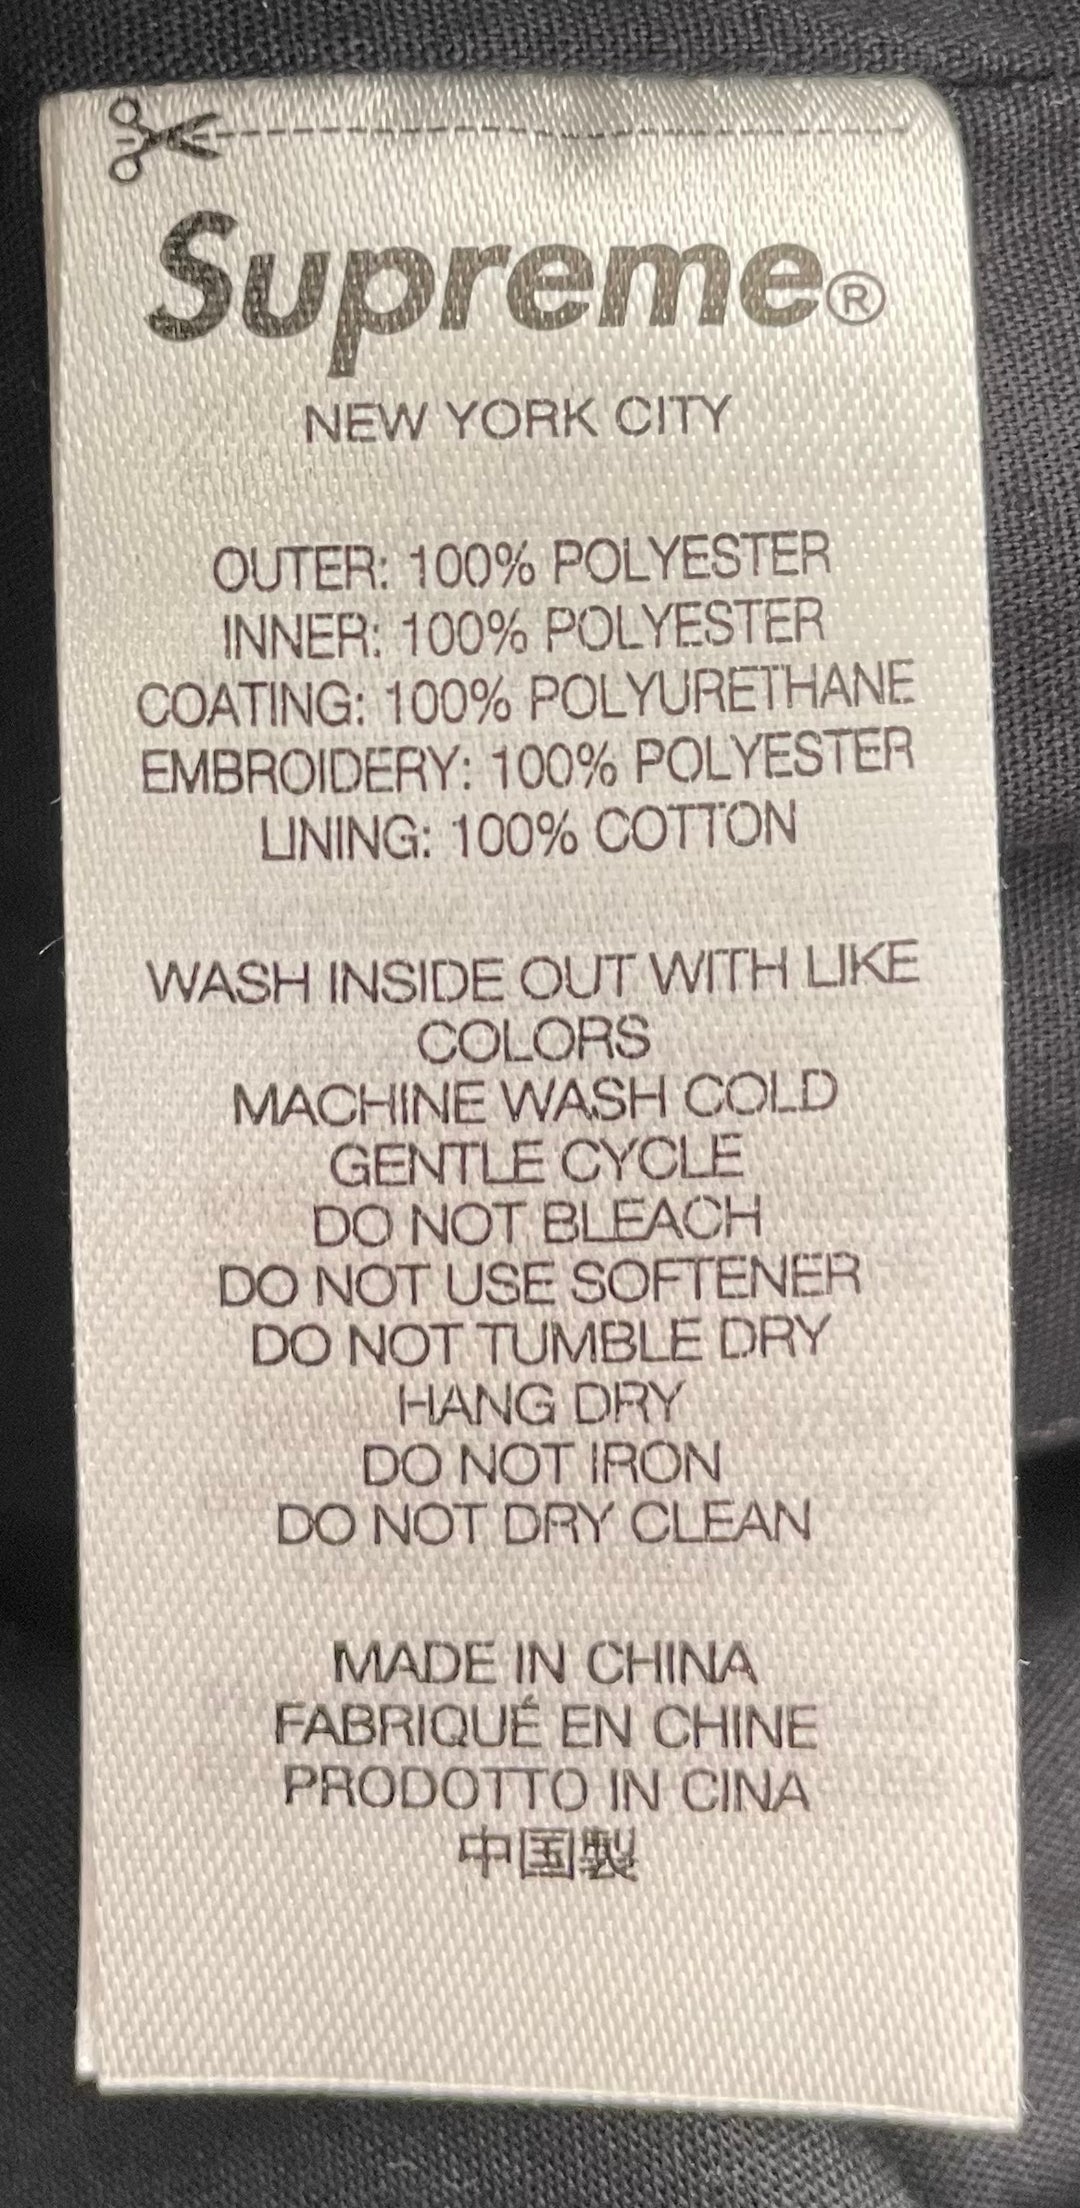 Supreme®
NEW YORK CITY
OUTER: 100% POLYESTER
INNER: 100% POLYESTER
COATING: 100% POLYURETHANE
EMBROIDERY: 100% POLYESTER
LINING: 100% COTTON
WASH INSIDE OUT WITH LIKE
COLORS
MACHINE WASH COLD
GENTLE CYCLE
DO NOT BLEACH
DO NOT USE SOFTENER
DO NOT TUMBLE DRY
HANG DRY
DO NOT IRON
DO NOT DRY CLEAN
MADE IN CHINA
FABRIQUÉ EN CHINE
PRODOTTO IN CINA
中国製